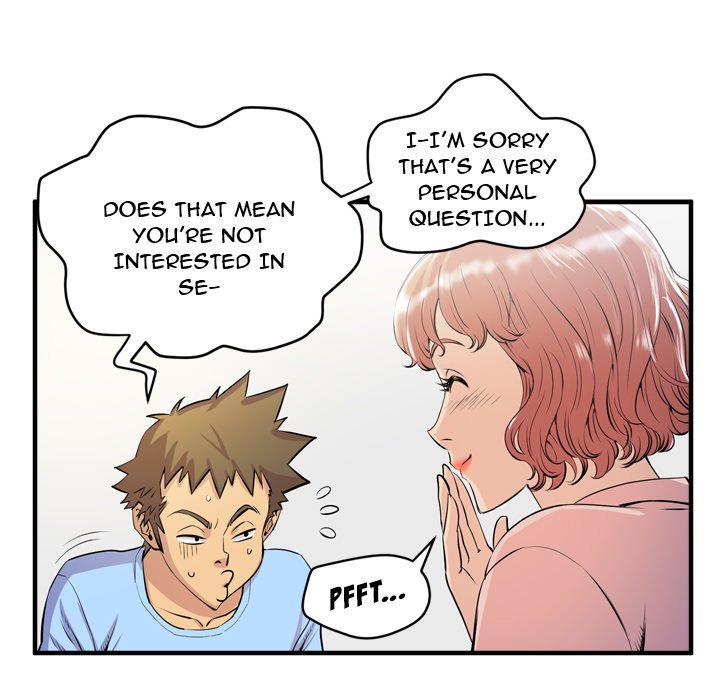 DOES THAT MEAN
YOU'RE NOT
INTERESTED IN
SE-
I-I'M SORRY
THAT'S A VERY
PERSONAL
QUESTION...
PFFT...